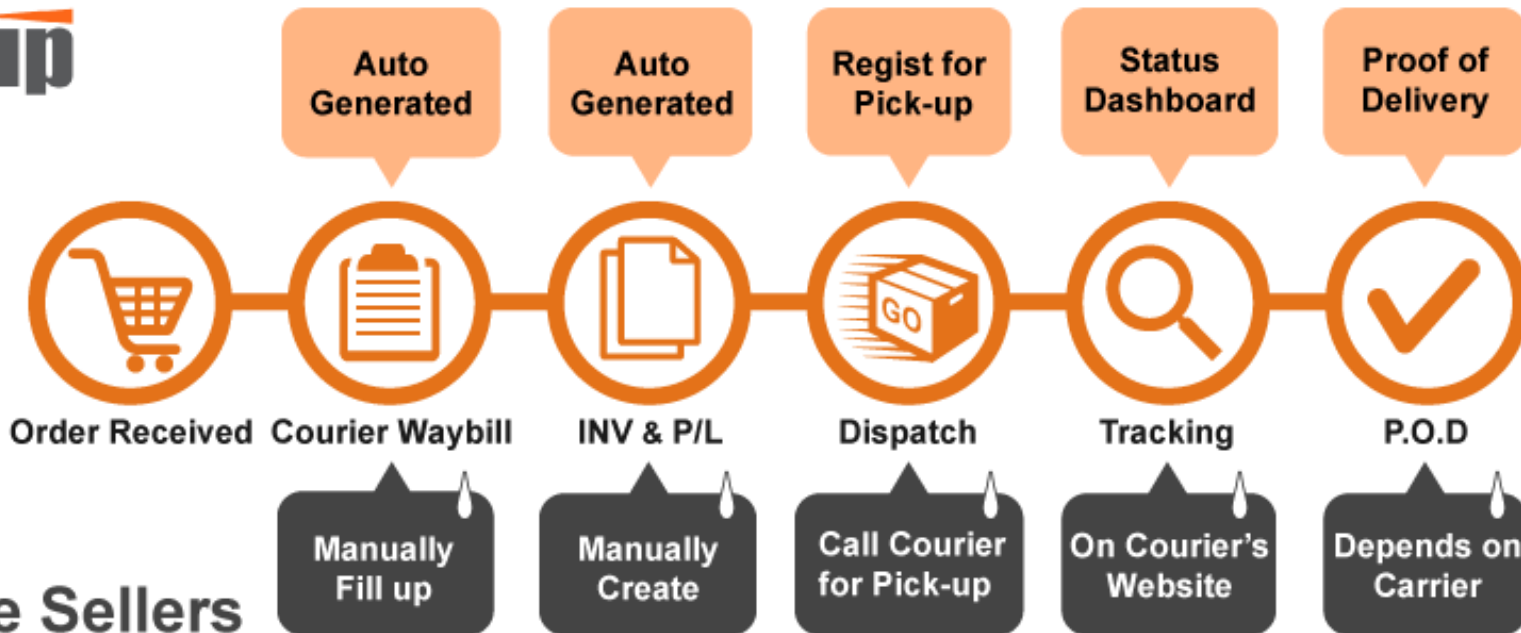 Auto
Generated
Auto
Generated
Regist for
Pick-up
Status
Dashboard
Proof of
Delivery
GO
Order Received
Courier Waybill
INV & P/L
Dispatch
Tracking
P.O.D
Manually
Fill up
Manually
Create
Call Courier
for Pick-up
On Courier's
Website
Depends on
Carrier
e Sellers